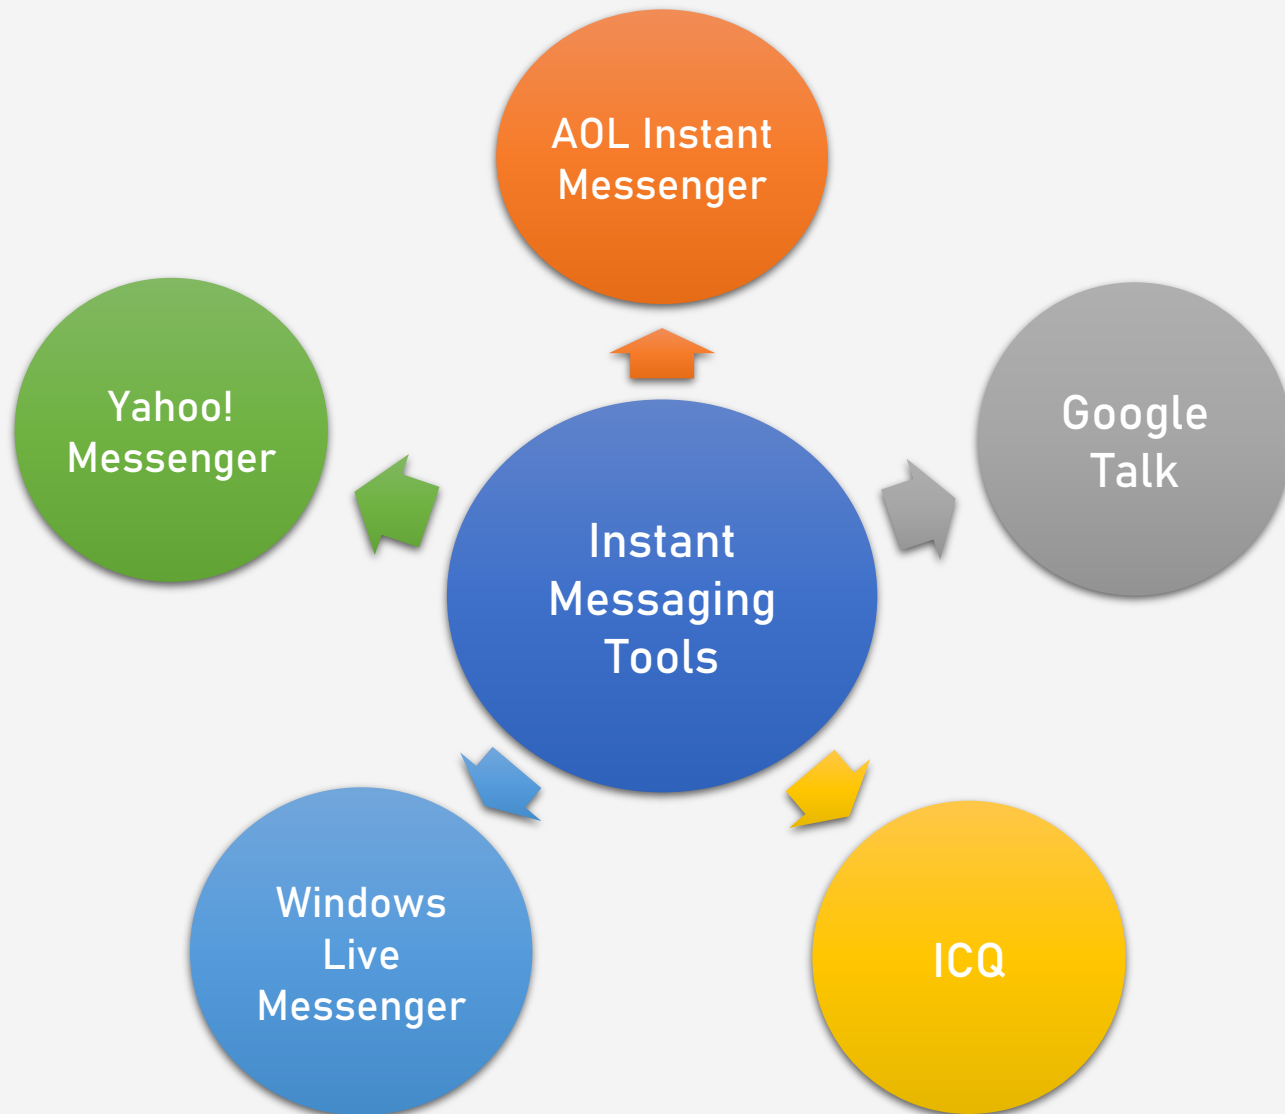 AOL Instant
Messenger
Yahoo!
Messenger
Google
Talk
Instant
Messaging
Tools
Windows
Live
Messenger
ICQ